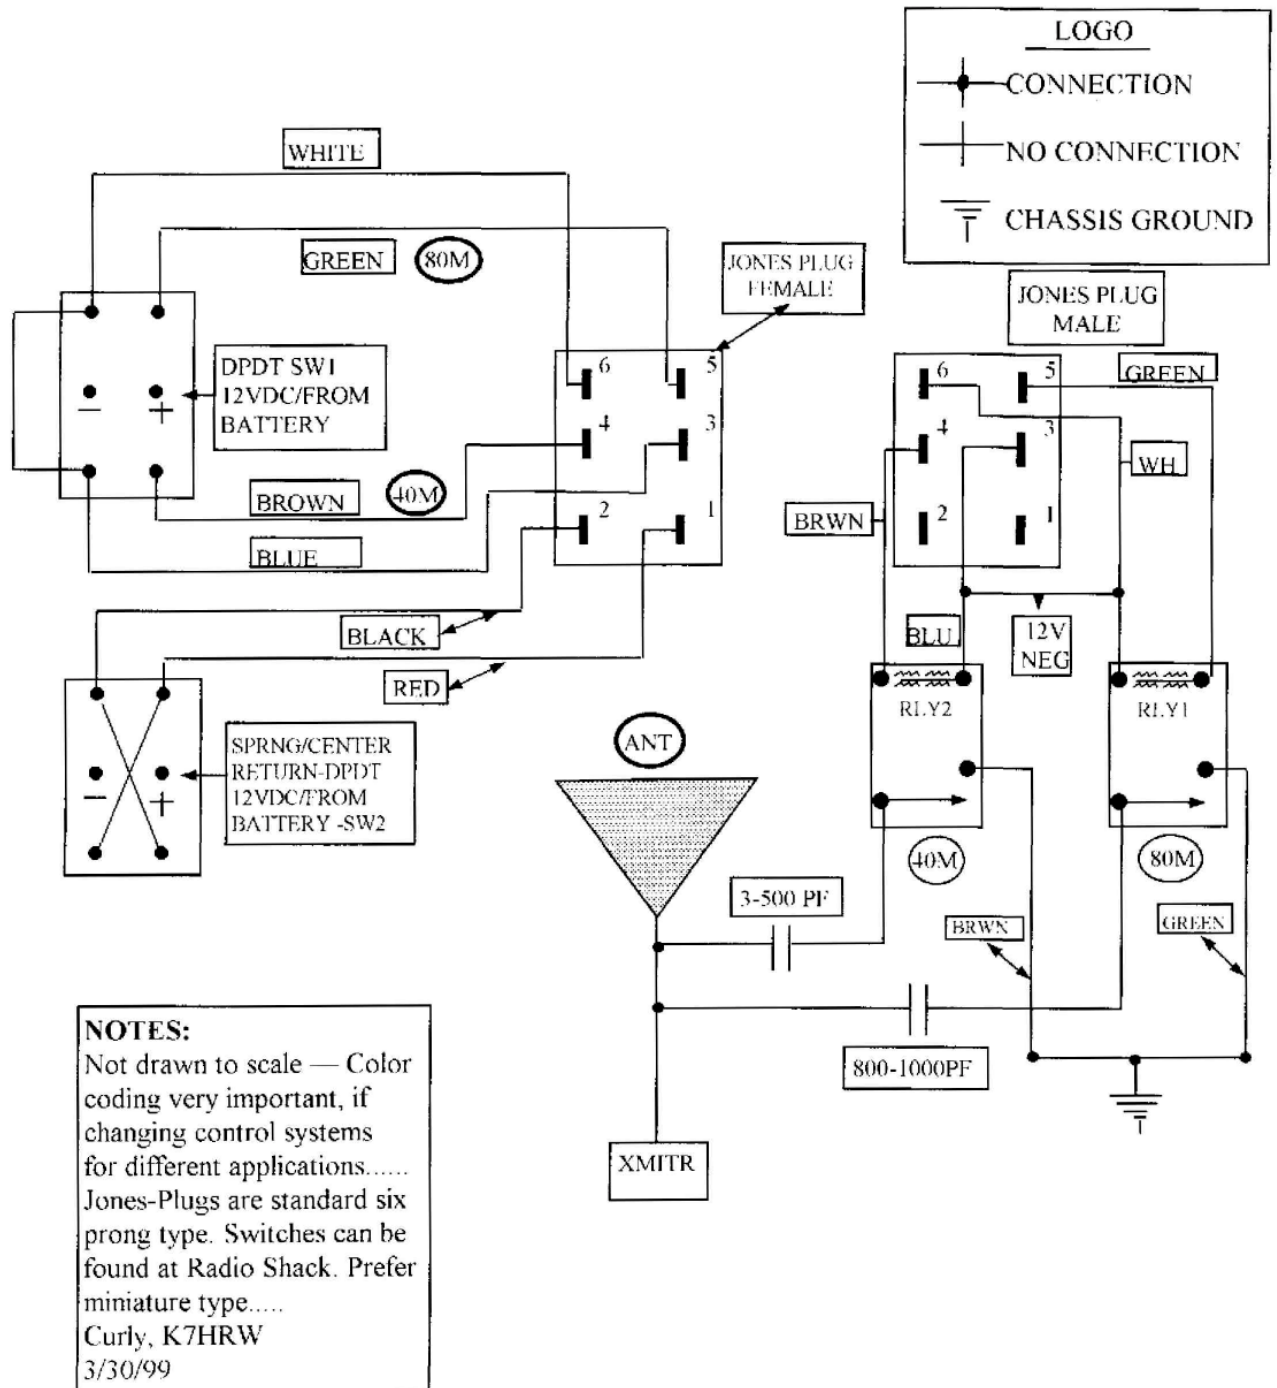 LOGO
CONNECTION
NO CONNECTION
CHASSIS GROUND
WHITE
GREEN
80M
JONES PLUG
FEMALE
JONES PLUG
MALE
DPDT SW1
12VDC/FROM
BATTERY
− +
6 5
4 3
2 1
6 5
4 3
2 1
GREEN
WH
BRWN
BROWN
40M
BLUE
BLACK
RED
BLU
12V
NEG
RLY2
RLY1
SPRNG/CENTER
RETURN-DPDT
12VDC/FROM
BATTERY -SW2
− +
ANT
40M
80M
3-500 PF
BRWN
GREEN
800-1000PF
XMITR
NOTES:
Not drawn to scale — Color
coding very important, if
changing control systems
for different applications......
Jones-Plugs are standard six
prong type. Switches can be
found at Radio Shack. Prefer
miniature type.....
Curly, K7HRW
3/30/99